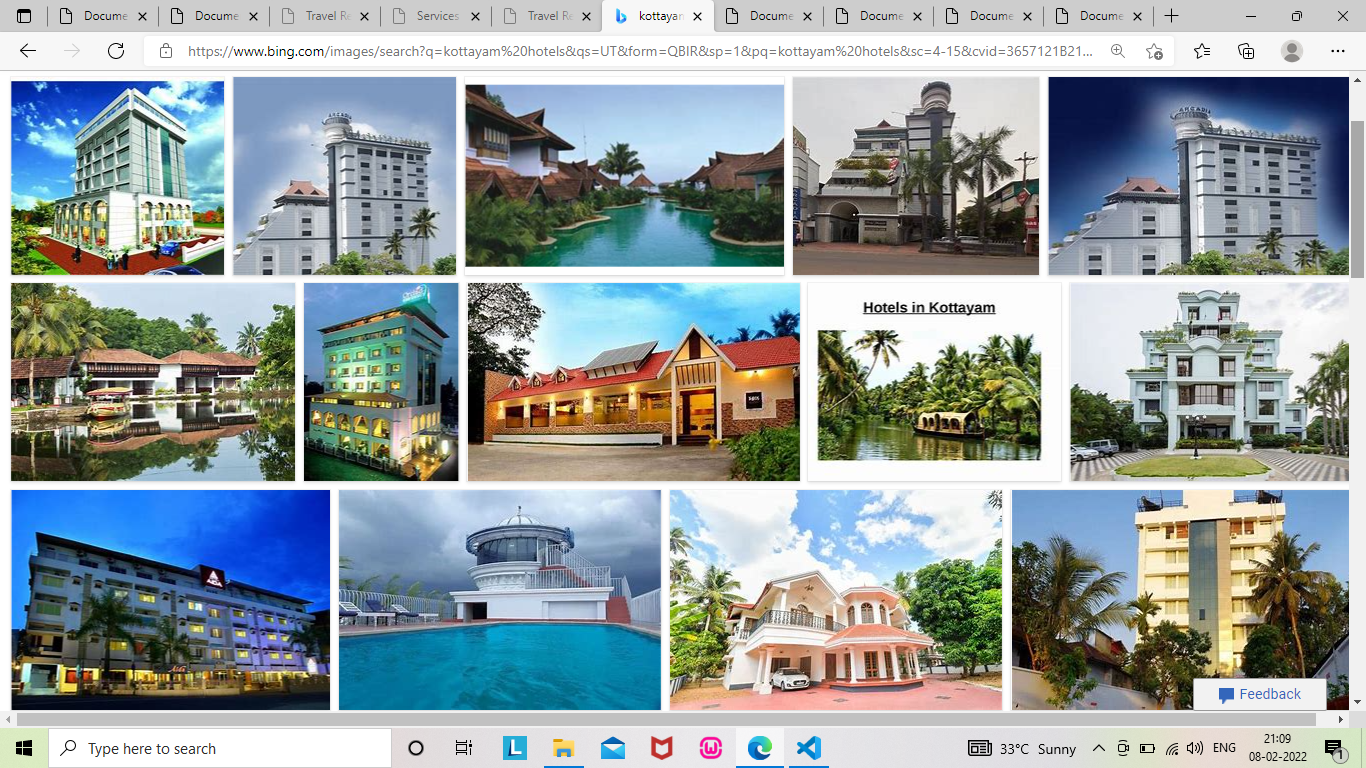 Docume
Docume
Travel Re
Services
Travel Re
kottayam
Docume
Docume
Docume
Docume
https://www.bing.com/images/search?q=kottayam%20hotels&qs=UT&form=QBIR&sp=1&pq=kottayam%20hotels&sc=4-15&cvid=3657121B21...
ARCADIA
ARCADIA
Hotels in Kottayam
AIDA
Aida
Feedback
Type here to search
L
33°C Sunny
ENG
21:09
08-02-2022
1